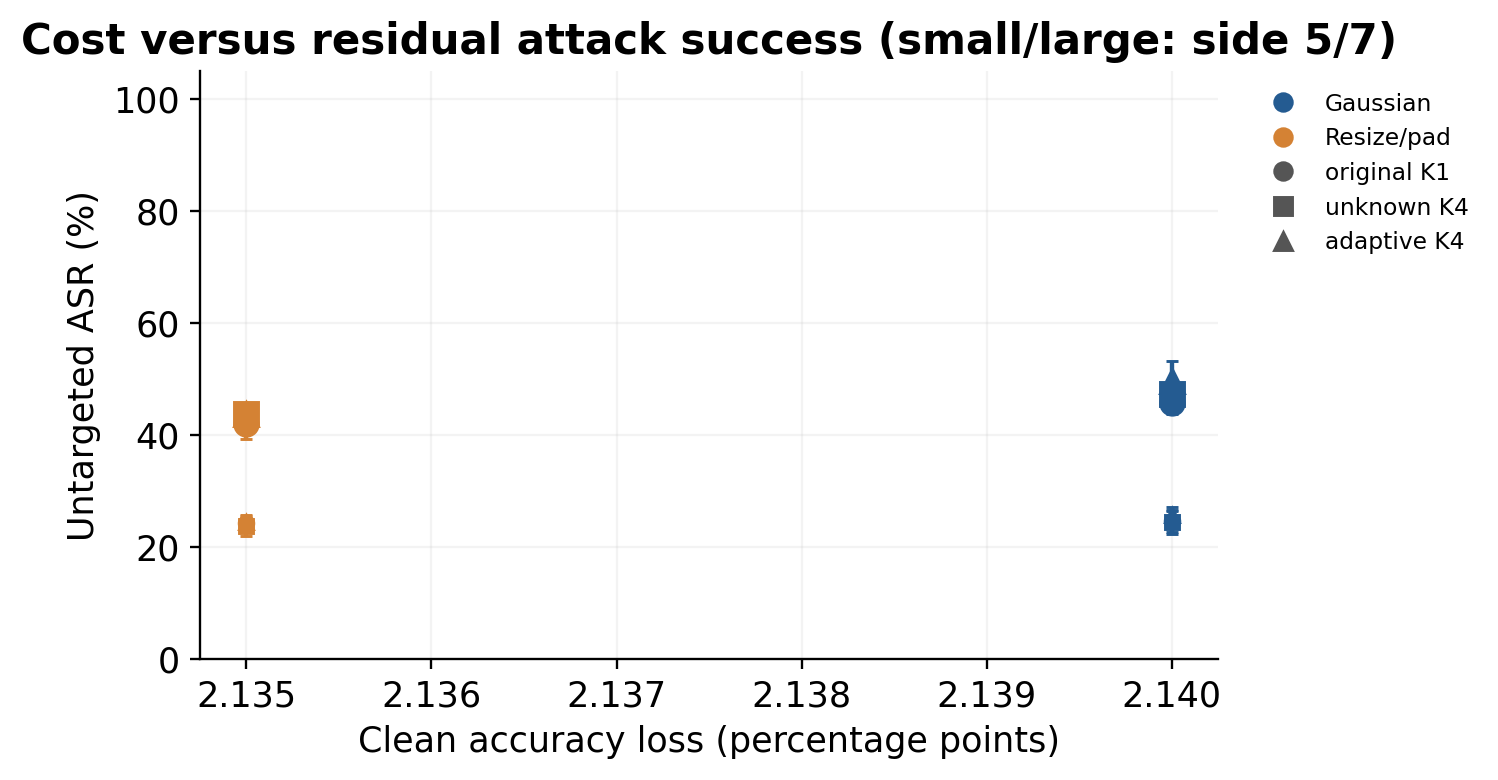 Cost versus residual attack success (small/large: side 5/7)
100
80
60
40
20
0
Untargeted ASR (%)
2.135 2.136 2.137 2.138 2.139 2.140
Clean accuracy loss (percentage points)
Gaussian
Resize/pad
original K1
unknown K4
adaptive K4